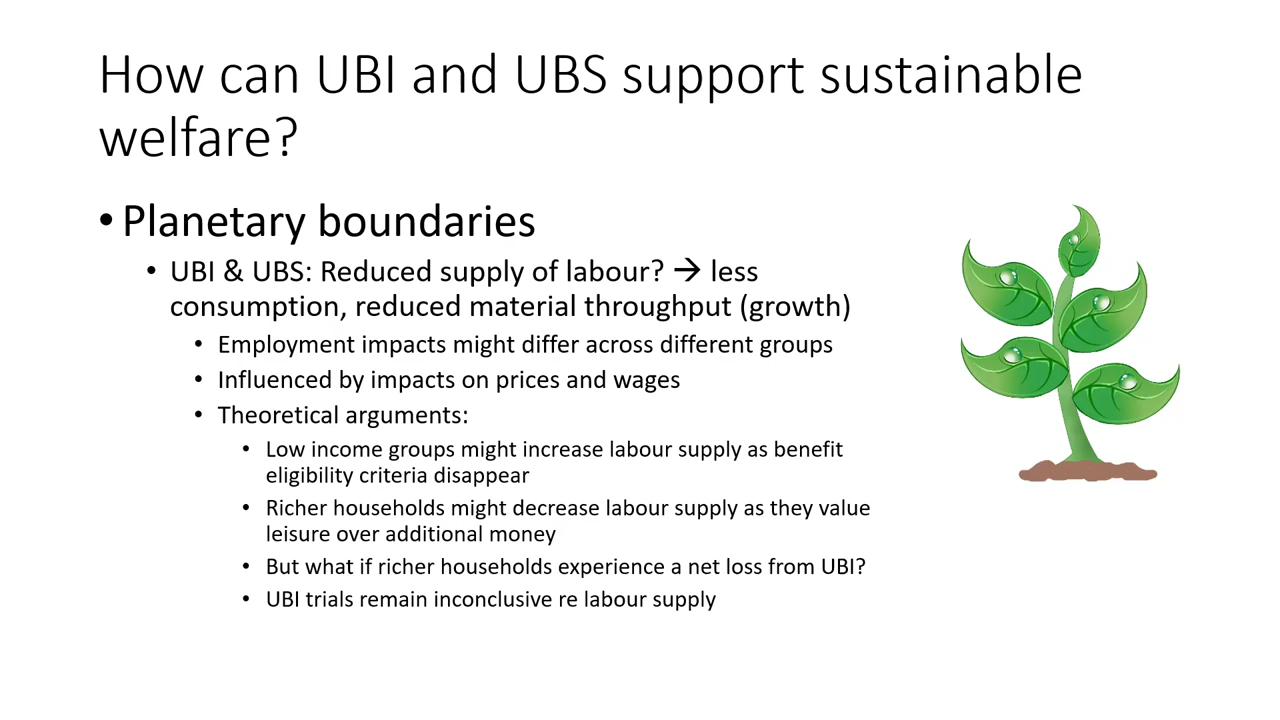 How can UBI and UBS support sustainable
welfare?
• Planetary boundaries
• UBI & UBS: Reduced supply of labour? → less
consumption, reduced material throughput (growth)
• Employment impacts might differ across different groups
• Influenced by impacts on prices and wages
• Theoretical arguments:
• Low income groups might increase labour supply as benefit
eligibility criteria disappear
• Richer households might decrease labour supply as they value
leisure over additional money
• But what if richer households experience a net loss from UBI?
• UBI trials remain inconclusive re labour supply